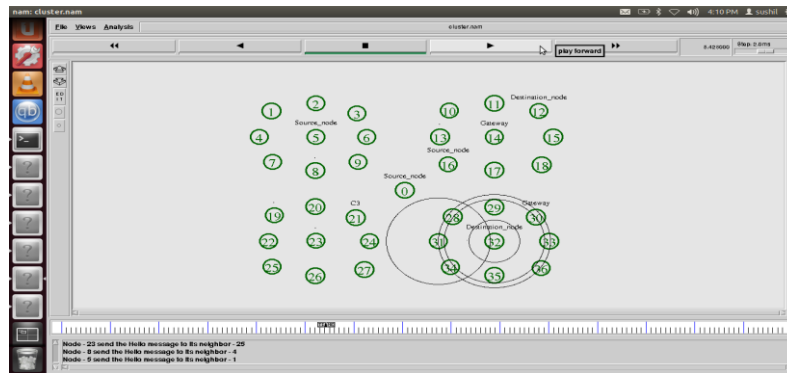 nam: cluster.nam
4:10 PM sushil
File Views Analysis
cluster.nam
play forward
Step: 2.0ms
2
11
Desination_node
1
3
10
12
Source_node
Gateway
4
5
6
13
14
15
Source_node
7
8
9
16
17
18
Source_node
0
C3
20
29
Gateway
19
21
28
30
Desination_node
22
23
24
31
32
33
25
26
27
34
35
36
Node - 23 send the Hello message to Its neighbor - 25
Node - 8 send the Hello message to Its neighbor - 4
Node - 5 send the Hello message to Its neighbor - 1